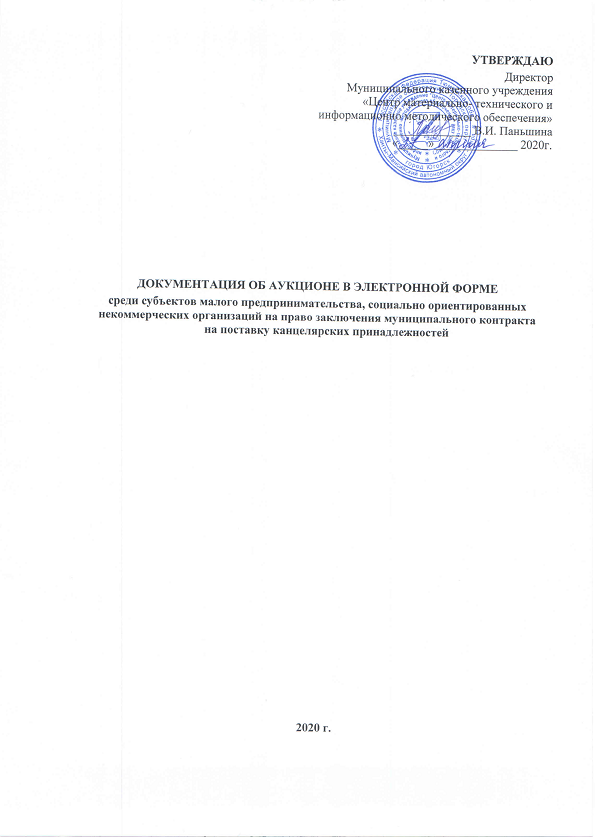 УТВЕРЖДАЮ
Директор
Муниципального казенного учреждения
«Центр материально- технического и
информационно методического обеспечения»
В.И. Паньшина
2020г.
ДОКУМЕНТАЦИЯ ОБ АУКЦИОНЕ В ЭЛЕКТРОННОЙ ФОРМЕ
среди субъектов малого предпринимательства, социально ориентированных
некоммерческих организаций на право заключения муниципального контракта
на поставку канцелярских принадлежностей
2020 г.